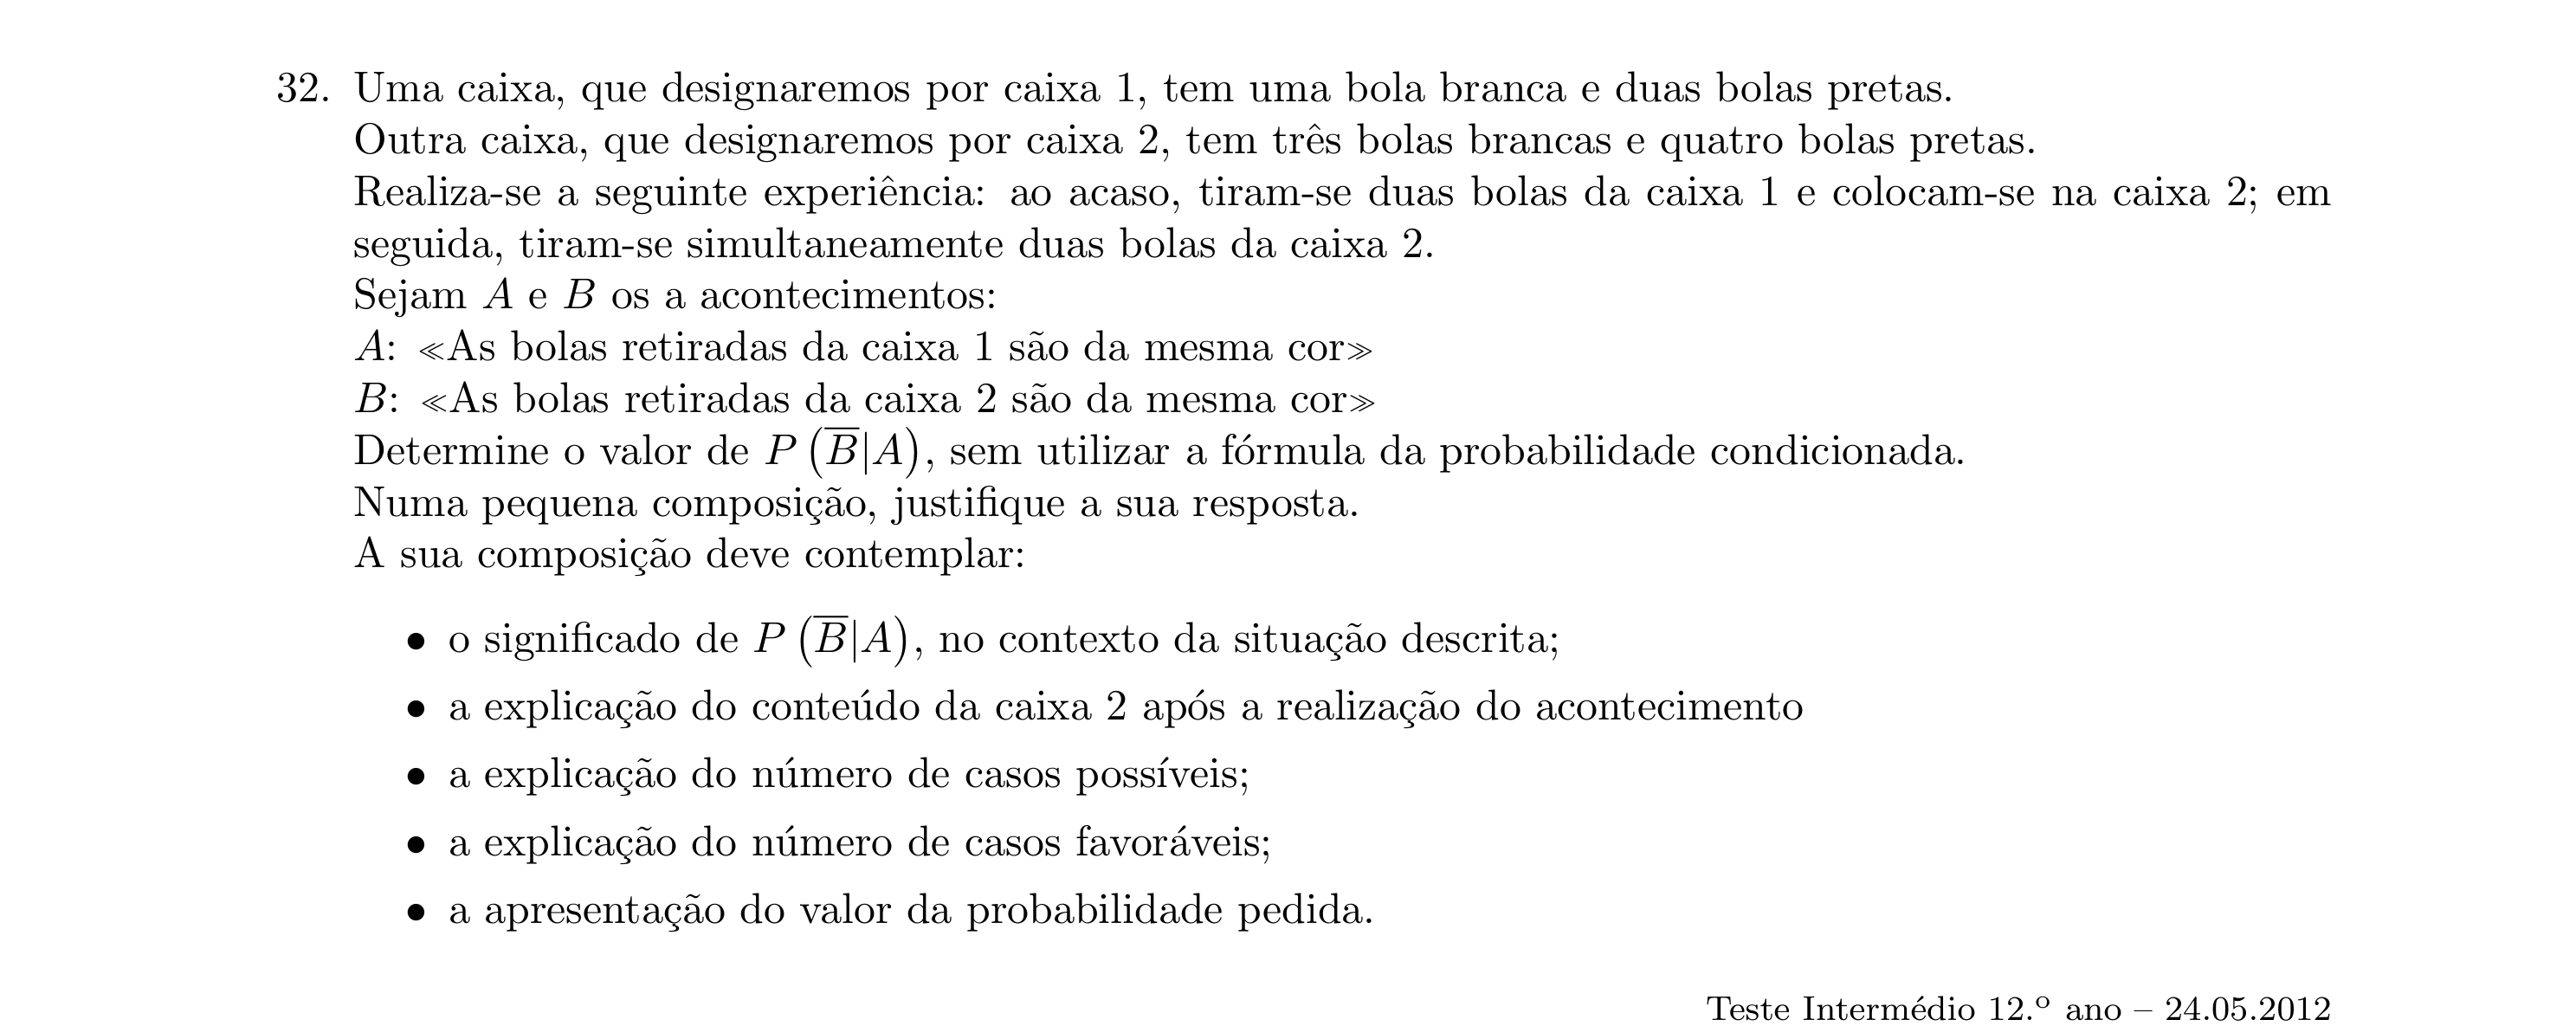 32. Uma caixa, que designaremos por caixa 1, tem uma bola branca e duas bolas pretas.
Outra caixa, que designaremos por caixa 2, tem três bolas brancas e quatro bolas pretas.
Realiza-se a seguinte experiência: ao acaso, tiram-se duas bolas da caixa 1 e colocam-se na caixa 2; em
seguida, tiram-se simultaneamente duas bolas da caixa 2.
Sejam A e B os a acontecimentos:
A: ≪As bolas retiradas da caixa 1 são da mesma cor≫
B: ≪As bolas retiradas da caixa 2 são da mesma cor≫
Determine o valor de P (B̅|A), sem utilizar a fórmula da probabilidade condicionada.
Numa pequena composição, justifique a sua resposta.
A sua composição deve contemplar:
• o significado de P (B̅|A), no contexto da situação descrita;
• a explicação do conteúdo da caixa 2 após a realização do acontecimento
• a explicação do número de casos possíveis;
• a explicação do número de casos favoráveis;
• a apresentação do valor da probabilidade pedida.
Teste Intermédio 12.º ano – 24.05.2012